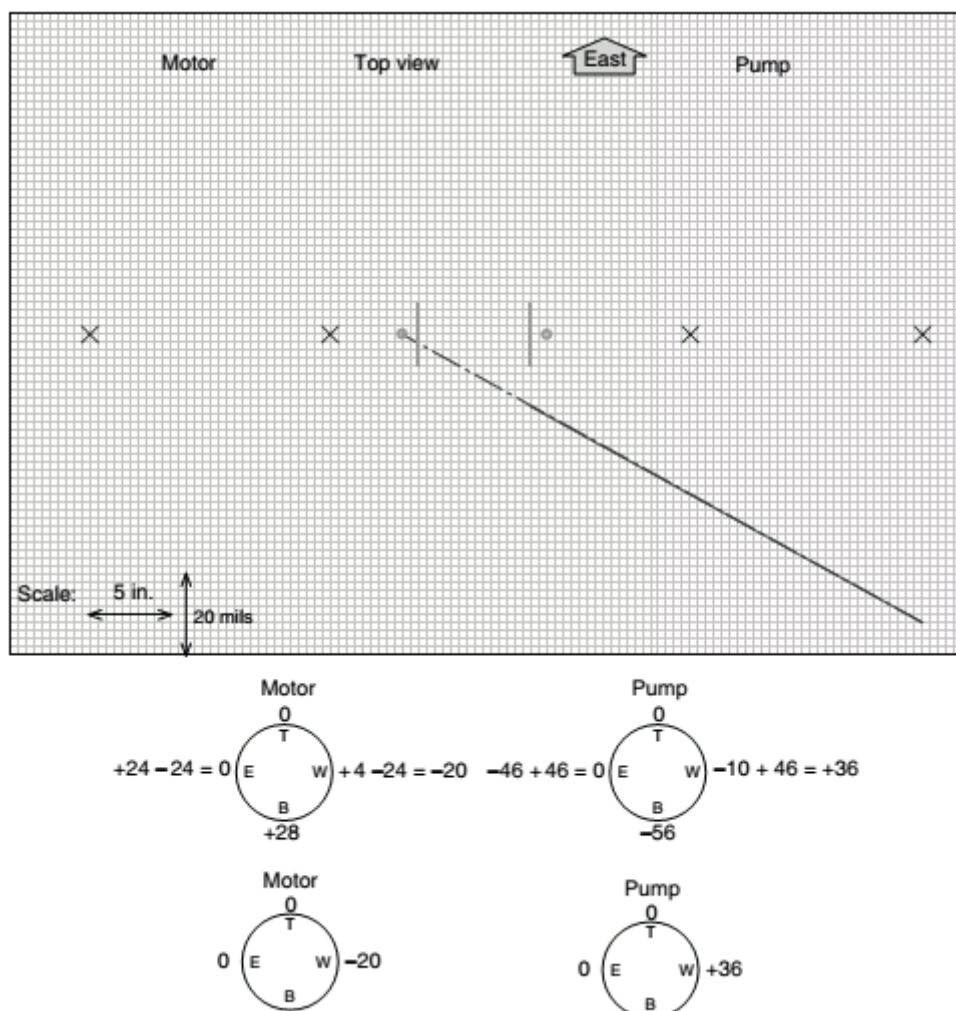 Motor Top view East Pump
Scale: 5 in.
20 mils
Motor Pump
0 0
T T
+24 −24 = 0 E W +4 −24 = −20 −46 +46 = 0 E W −10 + 46 = +36
B B
+28 −56
Motor Pump
0 0
T T
0 E W −20 0 E W +36
B B